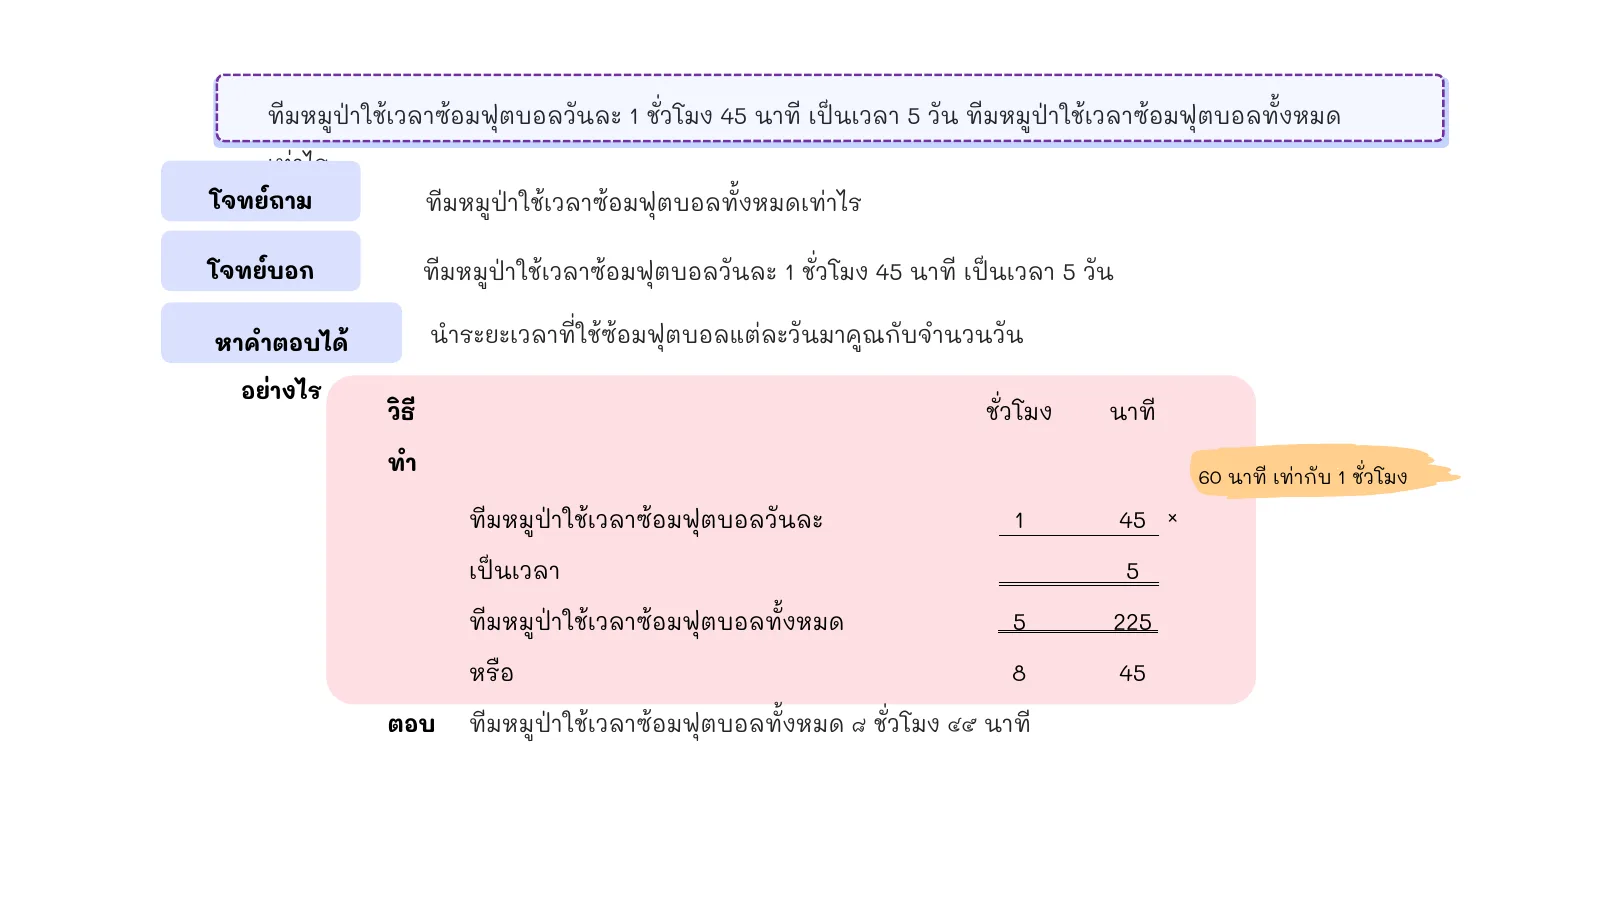 ทีมหมูป่าใช้เวลาซ้อมฟุตบอลวันละ 1 ชั่วโมง 45 นาที เป็นเวลา 5 วัน ทีมหมูป่าใช้เวลาซ้อมฟุตบอลทั้งหมด
เท่าไร
โจทย์ถาม ทีมหมูป่าใช้เวลาซ้อมฟุตบอลทั้งหมดเท่าไร
โจทย์บอก ทีมหมูป่าใช้เวลาซ้อมฟุตบอลวันละ 1 ชั่วโมง 45 นาที เป็นเวลา 5 วัน
หาคำตอบได้ นำระยะเวลาที่ใช้ซ้อมฟุตบอลแต่ละวันมาคูณกับจำนวนวัน
อย่างไร
วิธี ชั่วโมง นาที
ทำ
60 นาที เท่ากับ 1 ชั่วโมง
ทีมหมูป่าใช้เวลาซ้อมฟุตบอลวันละ 1 45 ×
เป็นเวลา 5
ทีมหมูป่าใช้เวลาซ้อมฟุตบอลทั้งหมด 5 225
หรือ 8 45
ตอบ ทีมหมูป่าใช้เวลาซ้อมฟุตบอลทั้งหมด ๘ ชั่วโมง ๔๕ นาที